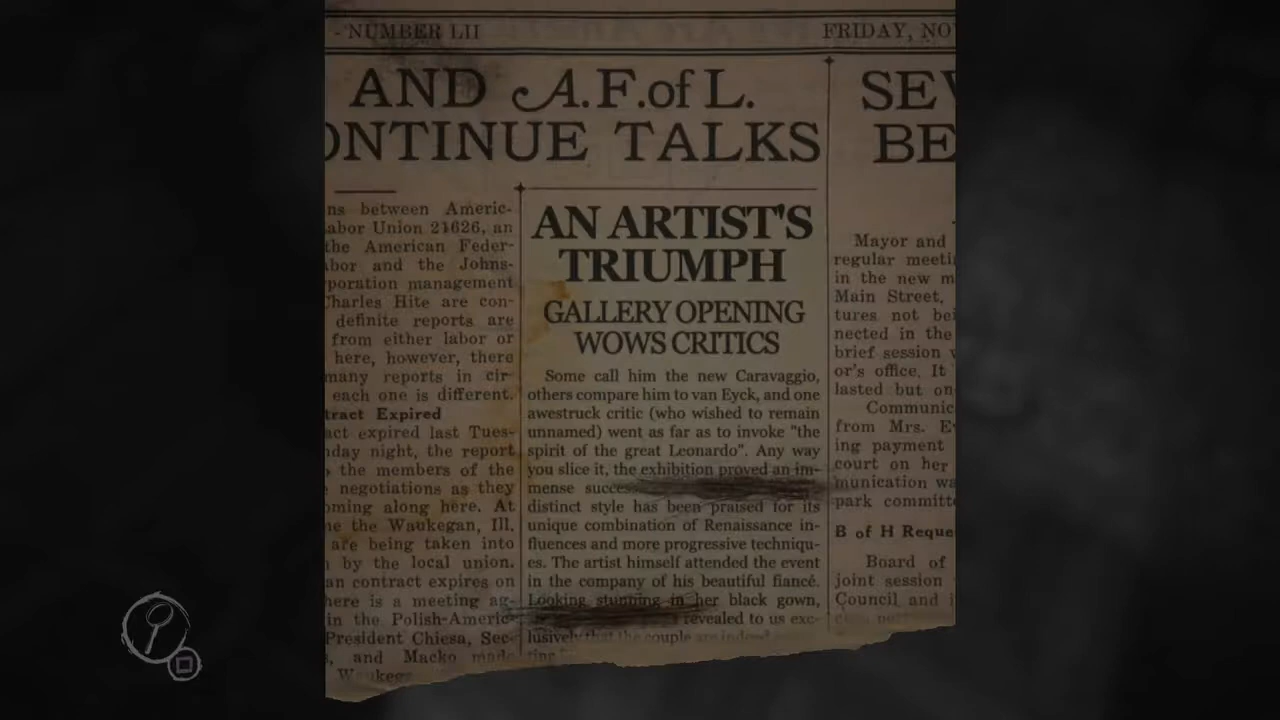 - NUMBER LII
FRIDAY, NO
AND A.F.of L.
ONTINUE TALKS
ns between Americ-
abor Union 21626, an
the American Feder-
bor and the Johns-
poration management
Charles Hite are con-
definite reports are
from either labor or
here, however, there
many reports in cir-
each one is different.
tract Expired
act expired last Tues-
day night, the report
the members of the
negotiations as they
oming along here. At
ne the Waukegan, Ill.
are being taken into
by the local union.
an contract expires on
here is a meeting ag-
in the Polish-Americ-
President Chiesa, Sec-
, and Macko made
Waukeg
AN ARTIST'S
TRIUMPH
GALLERY OPENING
WOWS CRITICS
Some call him the new Caravaggio,
others compare him to van Eyck, and one
awestruck critic (who wished to remain
unnamed) went as far as to invoke "the
spirit of the great Leonardo". Any way
you slice it, the exhibition proved an im-
mense succes
distinct style has been praised for its
unique combination of Renaissance in-
fluences and more progressive techniqu-
es. The artist himself attended the event
in the company of his beautiful fiancé.
Looking stunning in her black gown,
revealed to us exc-
lusively that the couple are indeed
SEV
BE
Mayor and
regular meeti
in the new m
Main Street,
tures not bei
nected in the
brief session
or's office. It
lasted but on
Communic
from Mrs. E
ing payment
court on her
munication wa
park committe
B of H Reque
Board of
joint session
Council and i